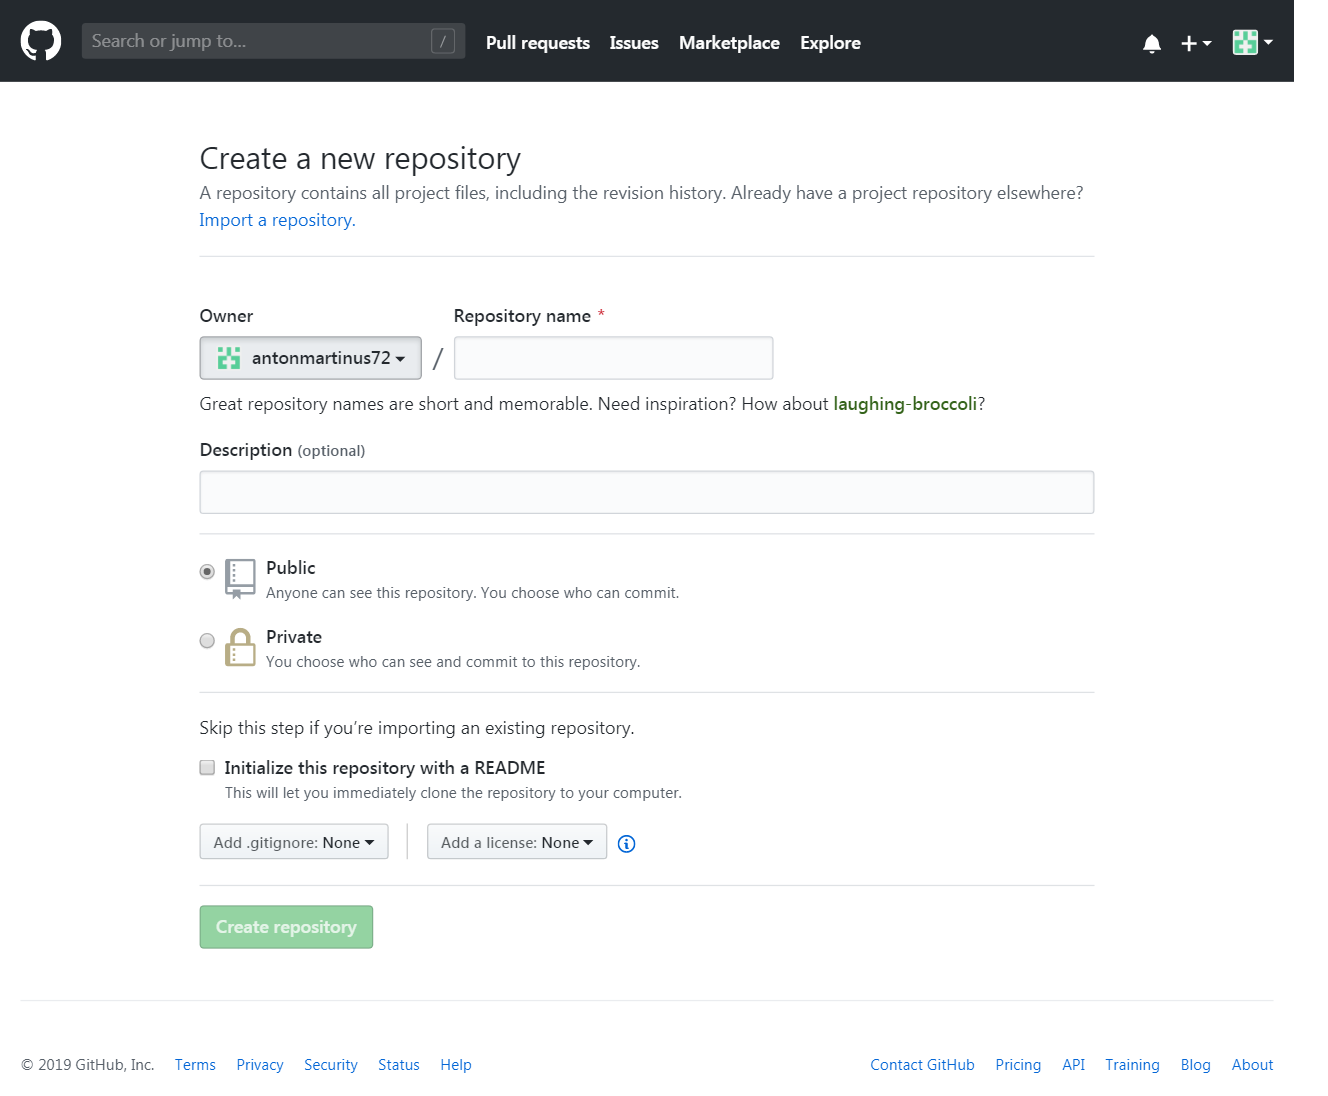 Search or jump to... /
Pull requests Issues Marketplace Explore
Create a new repository
A repository contains all project files, including the revision history. Already have a project repository elsewhere?
Import a repository.
Owner Repository name *
antonmartinus72 /
Great repository names are short and memorable. Need inspiration? How about laughing-broccoli?
Description (optional)
Public
Anyone can see this repository. You choose who can commit.
Private
You choose who can see and commit to this repository.
Skip this step if you’re importing an existing repository.
Initialize this repository with a README
This will let you immediately clone the repository to your computer.
Add .gitignore: None Add a license: None
Create repository
© 2019 GitHub, Inc. Terms Privacy Security Status Help Contact GitHub Pricing API Training Blog About